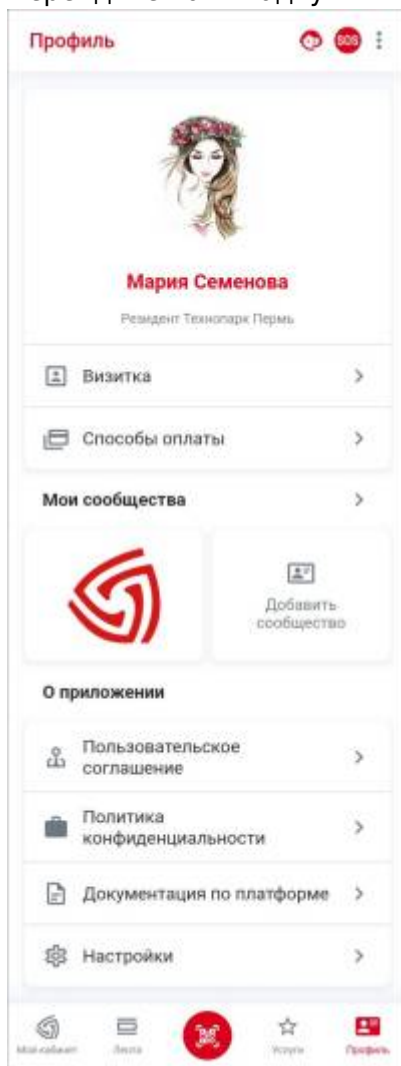 Профиль
SOS
Мария Семенова
Резидент Технопарк Пермь
Визитка
Способы оплаты
Мои сообщества
Добавить
сообщество
О приложении
Пользовательское
соглашение
Политика
конфиденциальности
Документация по платформе
Настройки
Мой кабинет
Лента
Услуги
Профиль